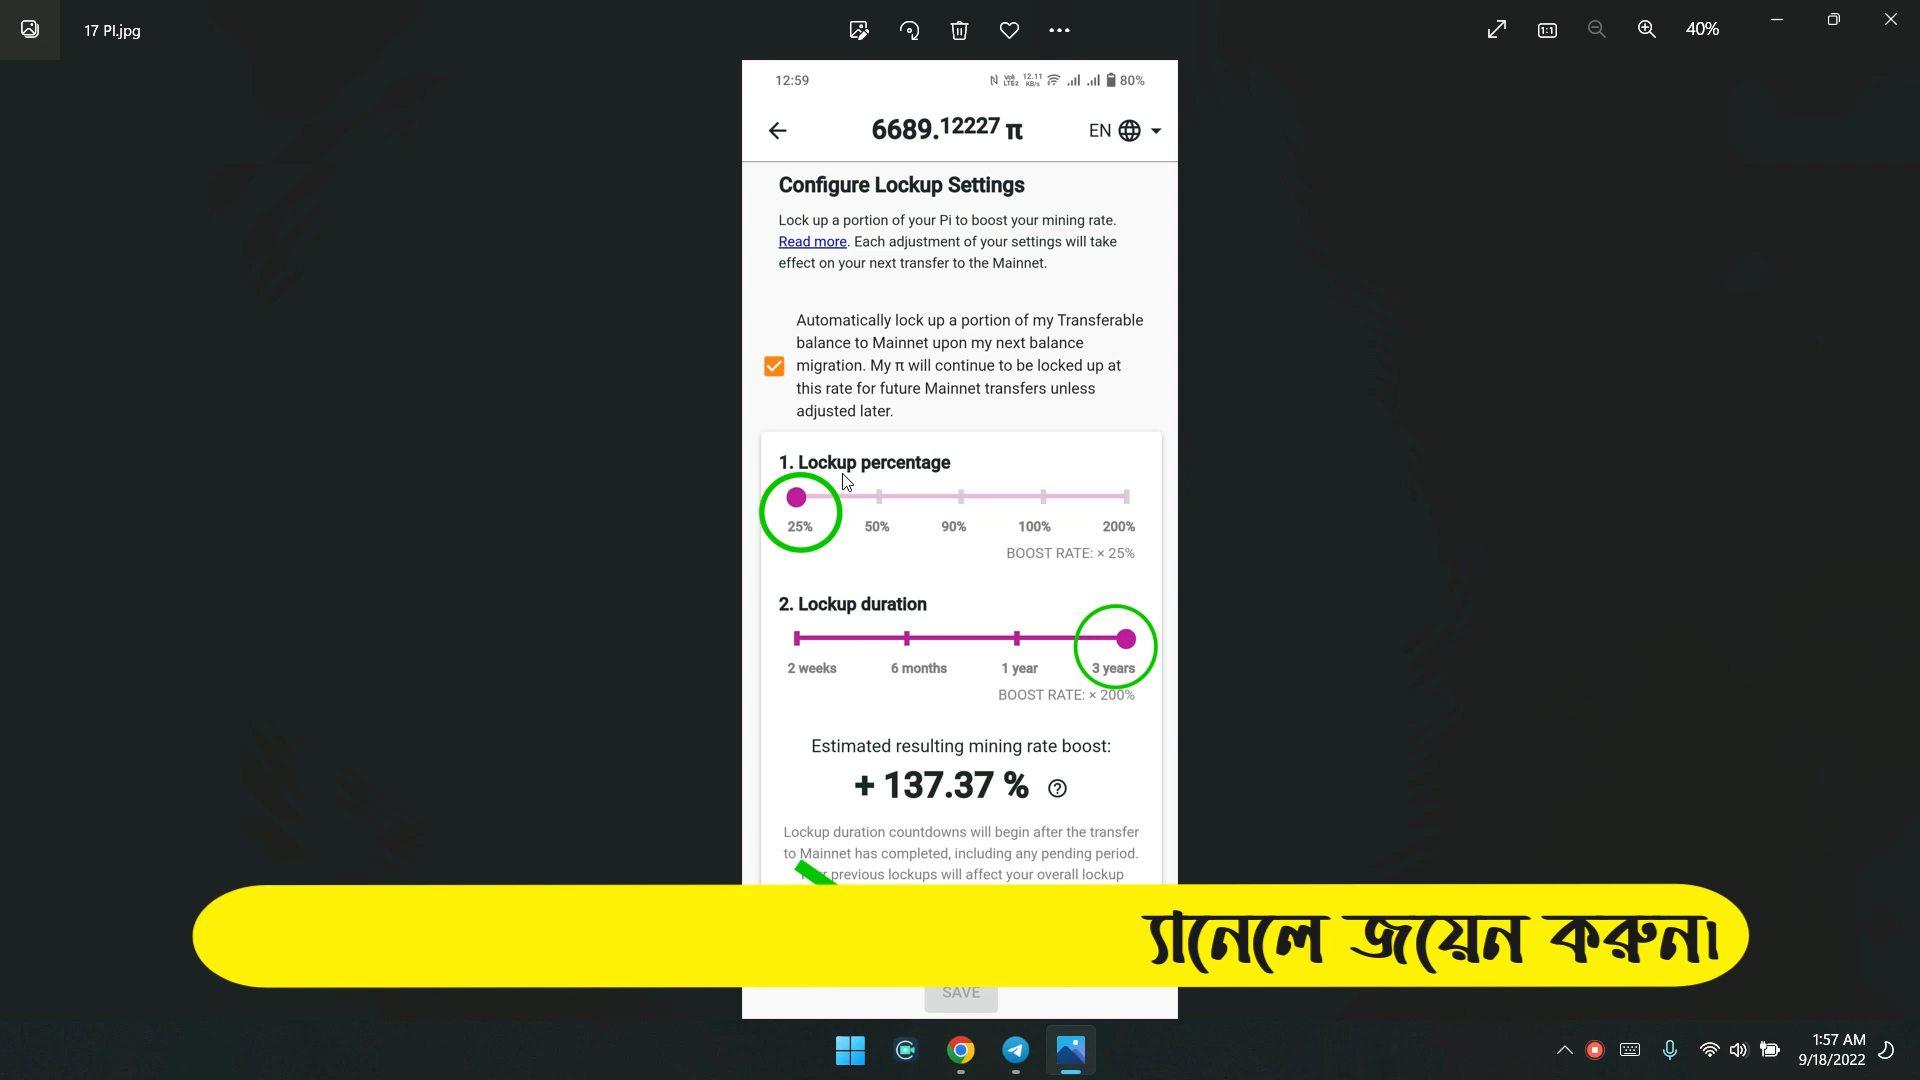 17 PI.jpg
40%
12:59
12.11
KB/s
80%
6689.12227 π
EN
Configure Lockup Settings
Lock up a portion of your Pi to boost your mining rate.
Read more. Each adjustment of your settings will take
effect on your next transfer to the Mainnet.
Automatically lock up a portion of my Transferable
balance to Mainnet upon my next balance
migration. My π will continue to be locked up at
this rate for future Mainnet transfers unless
adjusted later.
1. Lockup percentage
25% 50% 90% 100% 200%
BOOST RATE: × 25%
2. Lockup duration
2 weeks 6 months 1 year 3 years
BOOST RATE: × 200%
Estimated resulting mining rate boost:
+ 137.37 %
Lockup duration countdowns will begin after the transfer
to Mainnet has completed, including any pending period.
previous lockups will affect your overall lockup
্যানেলে জয়েন করুন।
SAVE
1:57 AM
9/18/2022